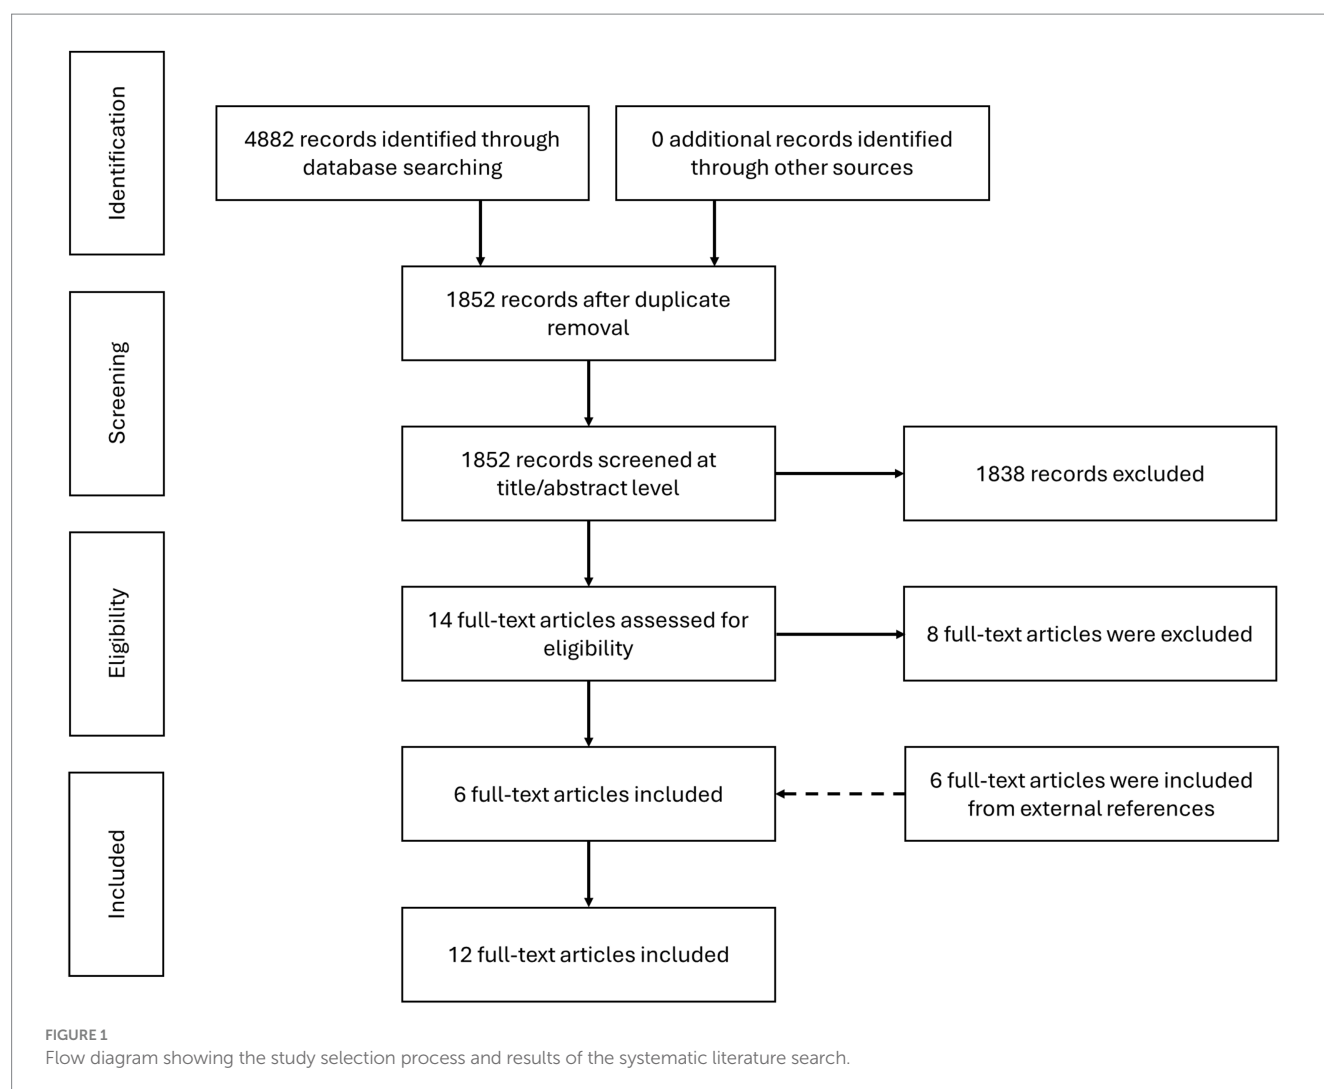 Identification
4882 records identified through
database searching
0 additional records identified
through other sources
Screening
1852 records after duplicate
removal
1852 records screened at
title/abstract level
1838 records excluded
Eligibility
14 full-text articles assessed for
eligibility
8 full-text articles were excluded
Included
6 full-text articles included
6 full-text articles were included
from external references
12 full-text articles included
FIGURE 1
Flow diagram showing the study selection process and results of the systematic literature search.